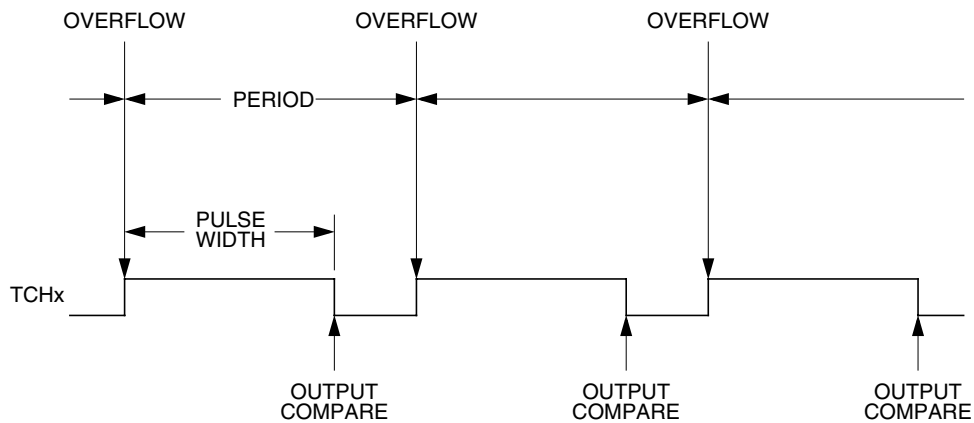 OVERFLOW OVERFLOW OVERFLOW
PERIOD
PULSE
WIDTH
TCHx
OUTPUT
COMPARE
OUTPUT
COMPARE
OUTPUT
COMPARE